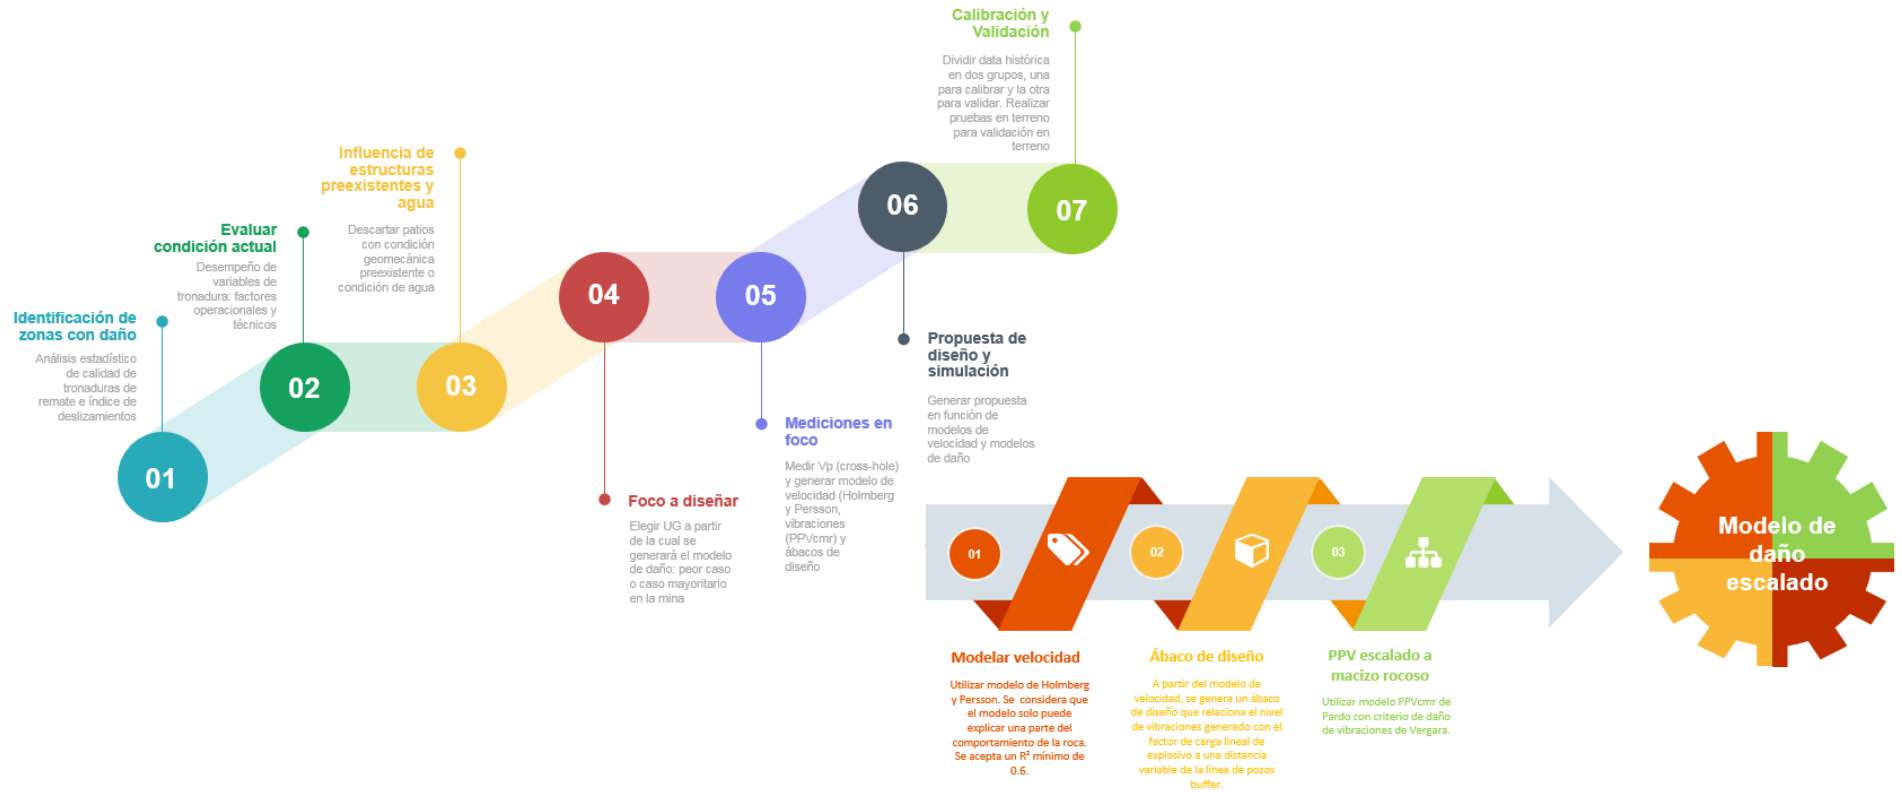 Identificación de
zonas con daño
Análisis estadístico
de calidad de
tronaduras de
remate e índice de
deslizamientos
01
Evaluar
condición actual
Desempeño de
variables de
tronadura: factores
operacionales y
técnicos
02
Influencia de
estructuras
preexistentes y
agua
Descartar patios
con condición
geomecánica
preexistente o
condición de agua
03
04
Foco a diseñar
Elegir UG a partir
de la cual se
generará el modelo
de daño: peor caso
o caso mayoritario
en la mina
05
Mediciones en
foco
Medir Vp (cross-hole)
y generar modelo de
velocidad (Holmberg
y Persson,
vibraciones
(PPVcmr) y
ábacos de
diseño
06
Propuesta de
diseño y
simulación
Generar propuesta
en función de
modelos de
velocidad y modelos
de daño
Calibración y
Validación
Dividir data histórica
en dos grupos, una
para calibrar y la otra
para validar. Realizar
pruebas en terreno
para validación en
terreno
07
01
Modelar velocidad
Utilizar modelo de Holmberg
y Persson. Se considera que
el modelo solo puede
explicar una parte del
comportamiento de la roca.
Se acepta un R² mínimo de
0.6.
02
Ábaco de diseño
A partir del modelo de
velocidad, se genera un ábaco
de diseño que relaciona el nivel
de vibraciones generado con el
factor de carga lineal de
explosivo a una distancia
variable de la línea de pozos
buffer.
03
PPV escalado a
macizo rocoso
Utilizar modelo PPVcmr de
Pardo con criterio de daño
de vibraciones de Vergara.
Modelo de
daño
escalado